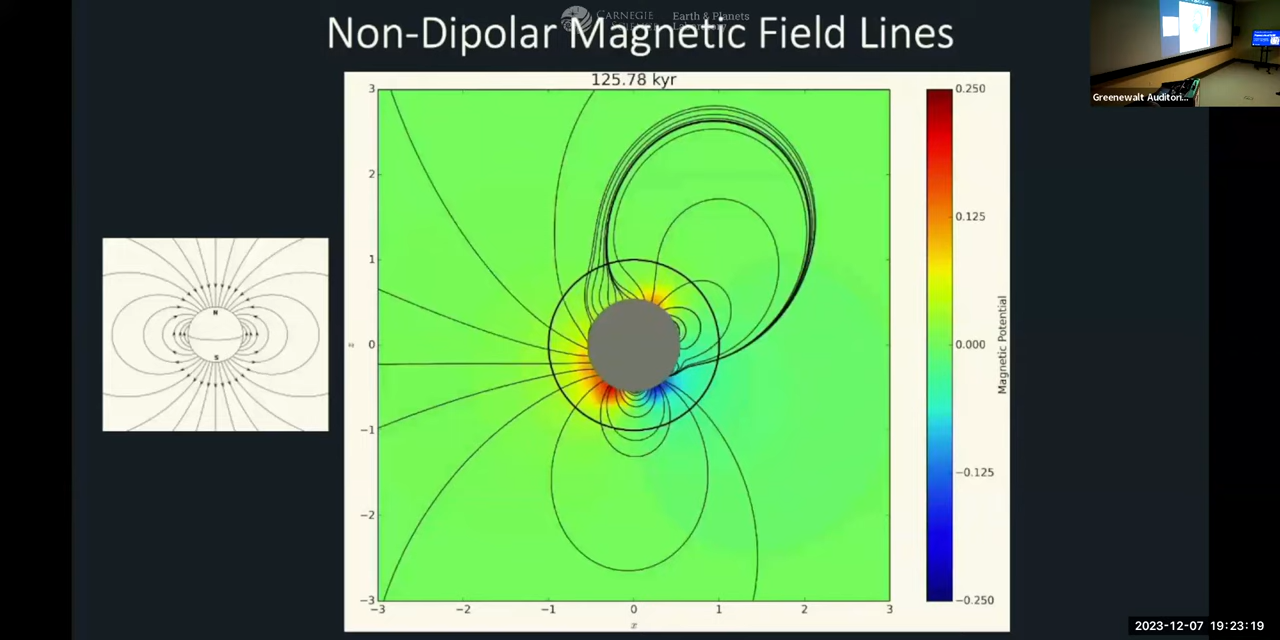 CARNEGIE
SCIENCE
Earth & Planets
Laboratory
Non-Dipolar Magnetic Field Lines
Greenewalt Auditori...
125.78 kyr
N
S
3
2
1
0
−1
−2
−3
z
−3
−2
−1
0
1
2
3
x
0.250
0.125
0.000
−0.125
−0.250
Magnetic Potential
2023-12-07 19:23:19